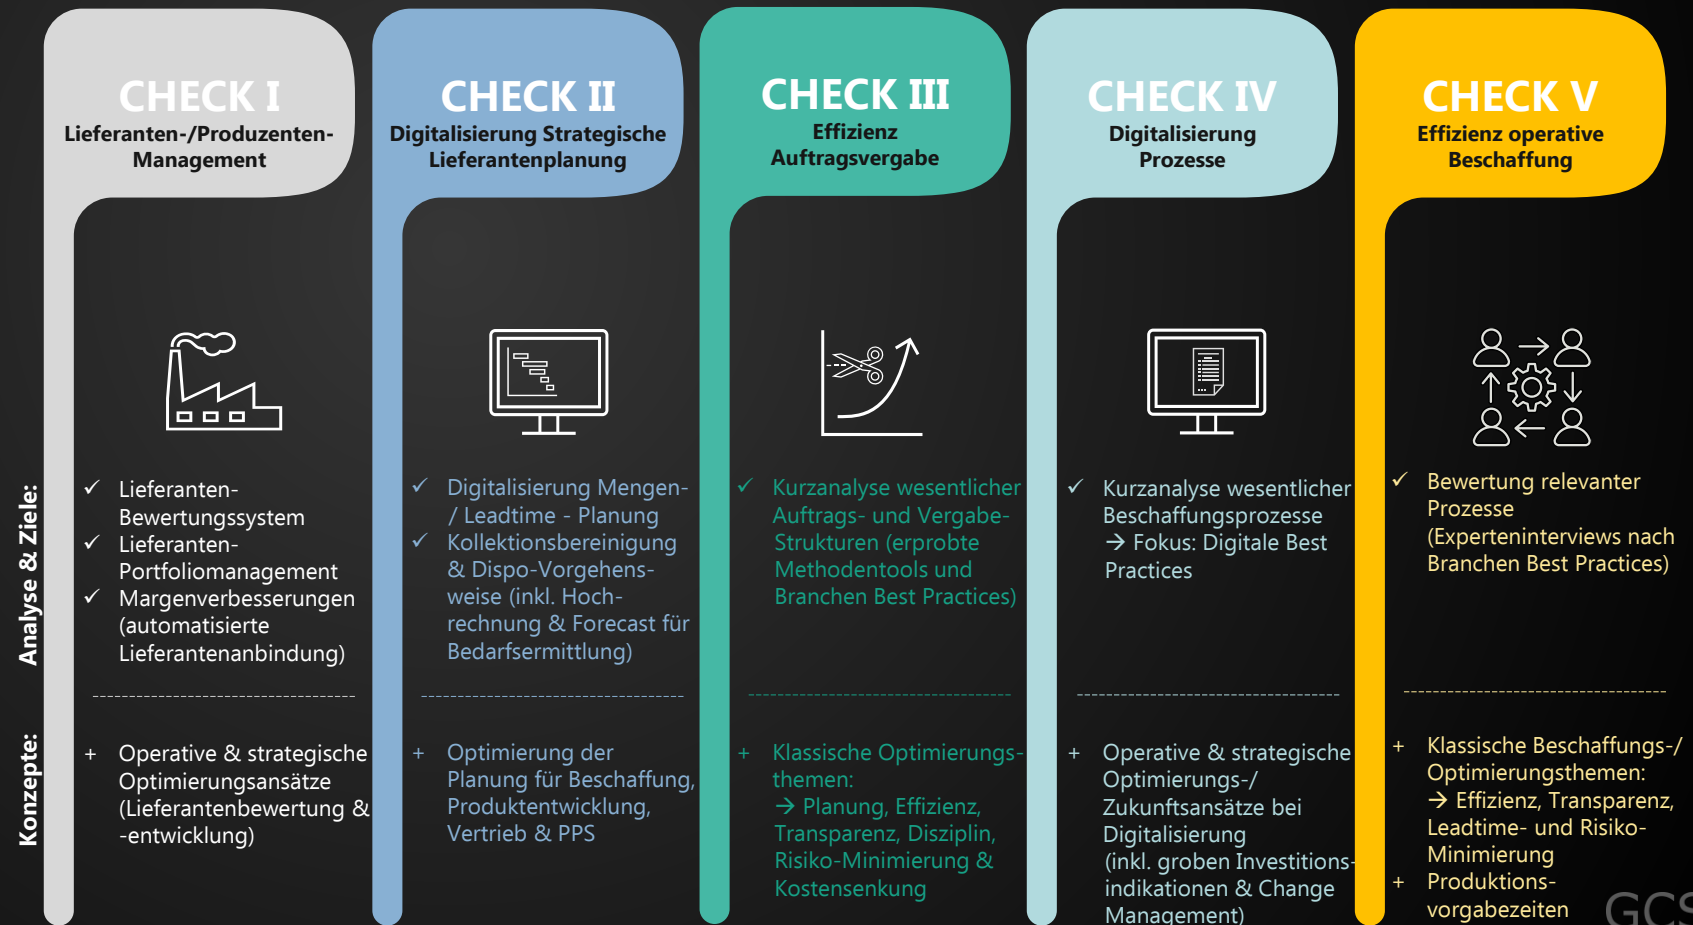 CHECK I
Lieferanten-/Produzenten-
Management
CHECK II
Digitalisierung Strategische
Lieferantenplanung
CHECK III
Effizienz
Auftragsvergabe
CHECK IV
Digitalisierung
Prozesse
CHECK V
Effizienz operative
Beschaffung
Analyse & Ziele:
✓ Lieferanten-
Bewertungssystem
✓ Lieferanten-
Portfoliomanagement
✓ Margenverbesserungen
(automatisierte
Lieferantenanbindung)
✓ Digitalisierung Mengen-
/ Leadtime - Planung
✓ Kollektionsbereinigung
& Dispo-Vorgehens-
weise (inkl. Hoch-
rechnung & Forecast für
Bedarfsermittlung)
✓ Kurzanalyse wesentlicher
Auftrags- und Vergabe-
Strukturen (erprobte
Methodentools und
Branchen Best Practices)
✓ Kurzanalyse wesentlicher
Beschaffungsprozesse
→ Fokus: Digitale Best
Practices
✓ Bewertung relevanter
Prozesse
(Experteninterviews nach
Branchen Best Practices)
Konzepte:
+ Operative & strategische
Optimierungsansätze
(Lieferantenbewertung &
-entwicklung)
+ Optimierung der
Planung für Beschaffung,
Produktentwicklung,
Vertrieb & PPS
+ Klassische Optimierungs-
themen:
→ Planung, Effizienz,
Transparenz, Disziplin,
Risiko-Minimierung &
Kostensenkung
+ Operative & strategische
Optimierungs-/
Zukunftsansätze bei
Digitalisierung
(inkl. groben Investitions-
indikationen & Change
Management)
+ Klassische Beschaffungs-/
Optimierungsthemen:
→ Effizienz, Transparenz,
Leadtime- und Risiko-
Minimierung
+ Produktions-
vorgabezeiten
GCS